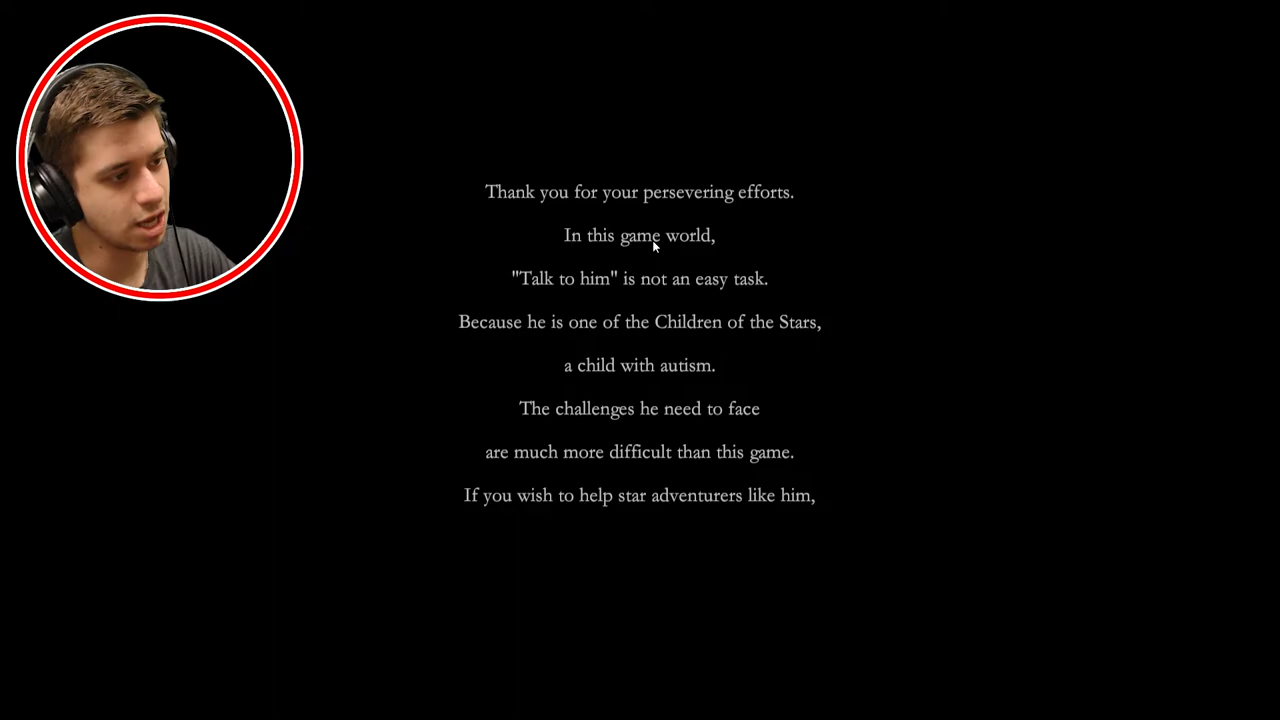 Thank you for your persevering efforts.
In this game world,
"Talk to him" is not an easy task.
Because he is one of the Children of the Stars,
a child with autism.
The challenges he need to face
are much more difficult than this game.
If you wish to help star adventurers like him,